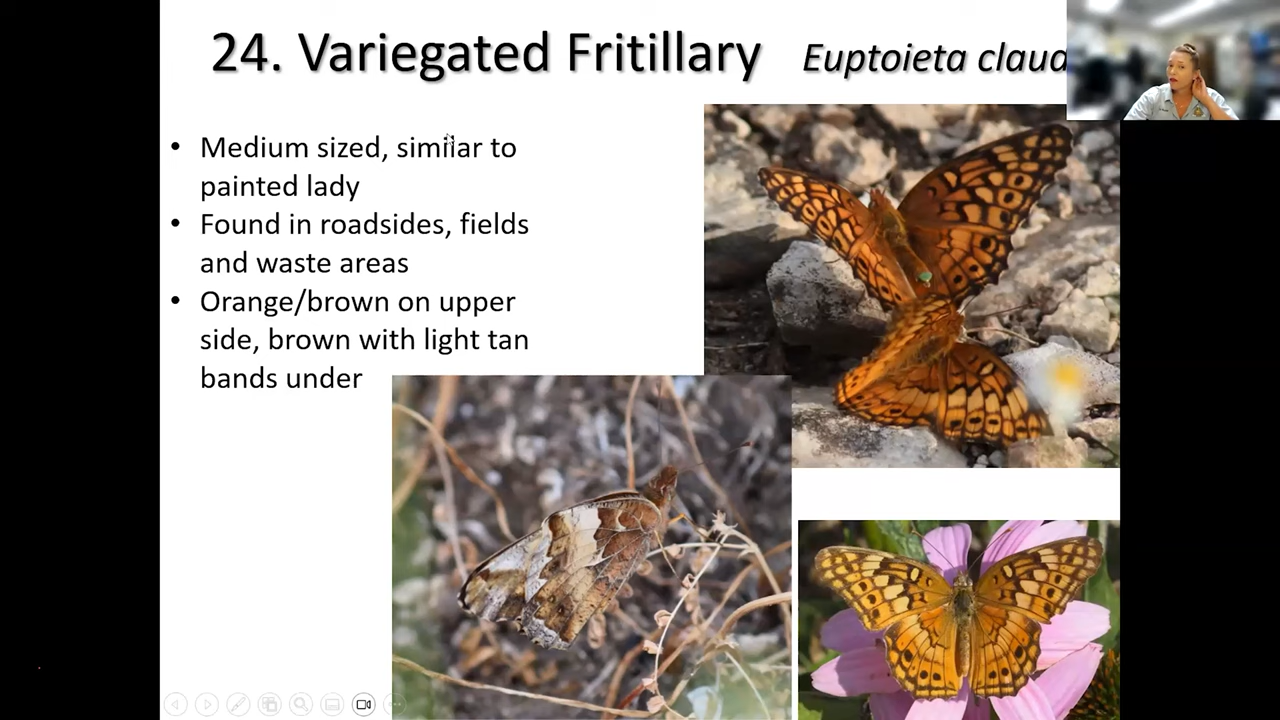 24. Variegated Fritillary Euptoieta claud
• Medium sized, similar to
painted lady
• Found in roadsides, fields
and waste areas
• Orange/brown on upper
side, brown with light tan
bands under